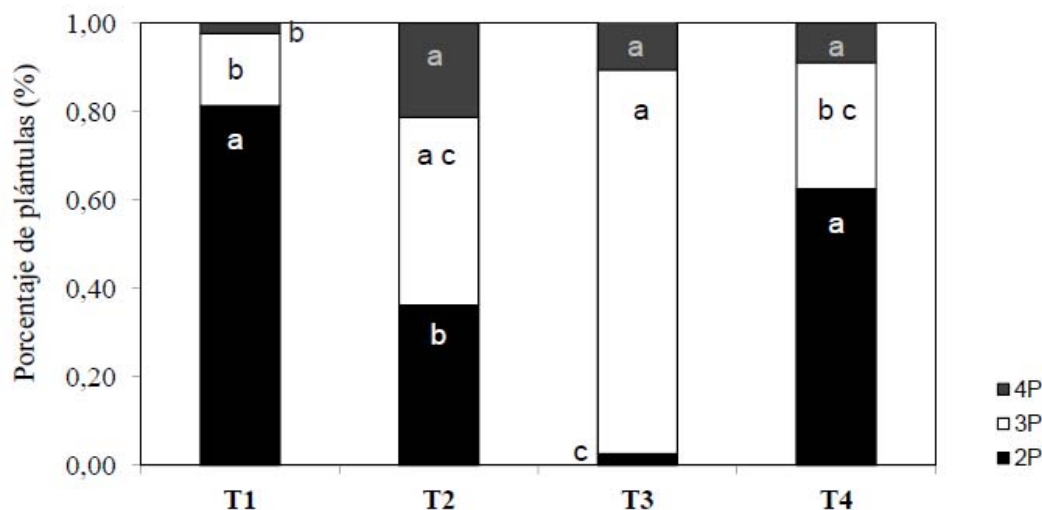 Porcentaje de plántulas (%)
1,00
0,80
0,60
0,40
0,20
0,00
b
b
a
a
a c
b
a
a
c
a
b c
a
T1 T2 T3 T4
4P
3P
2P